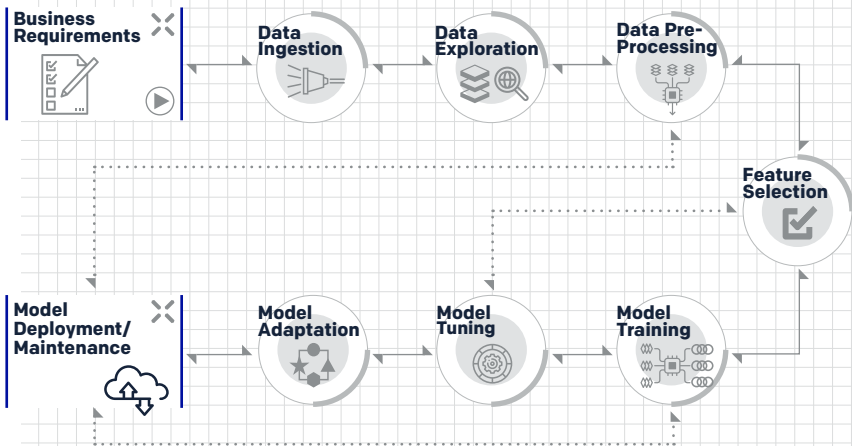 Business
Requirements
Data
Ingestion
Data
Exploration
Data Pre-
Processing
Feature
Selection
Model
Deployment/
Maintenance
Model
Adaptation
Model
Tuning
Model
Training